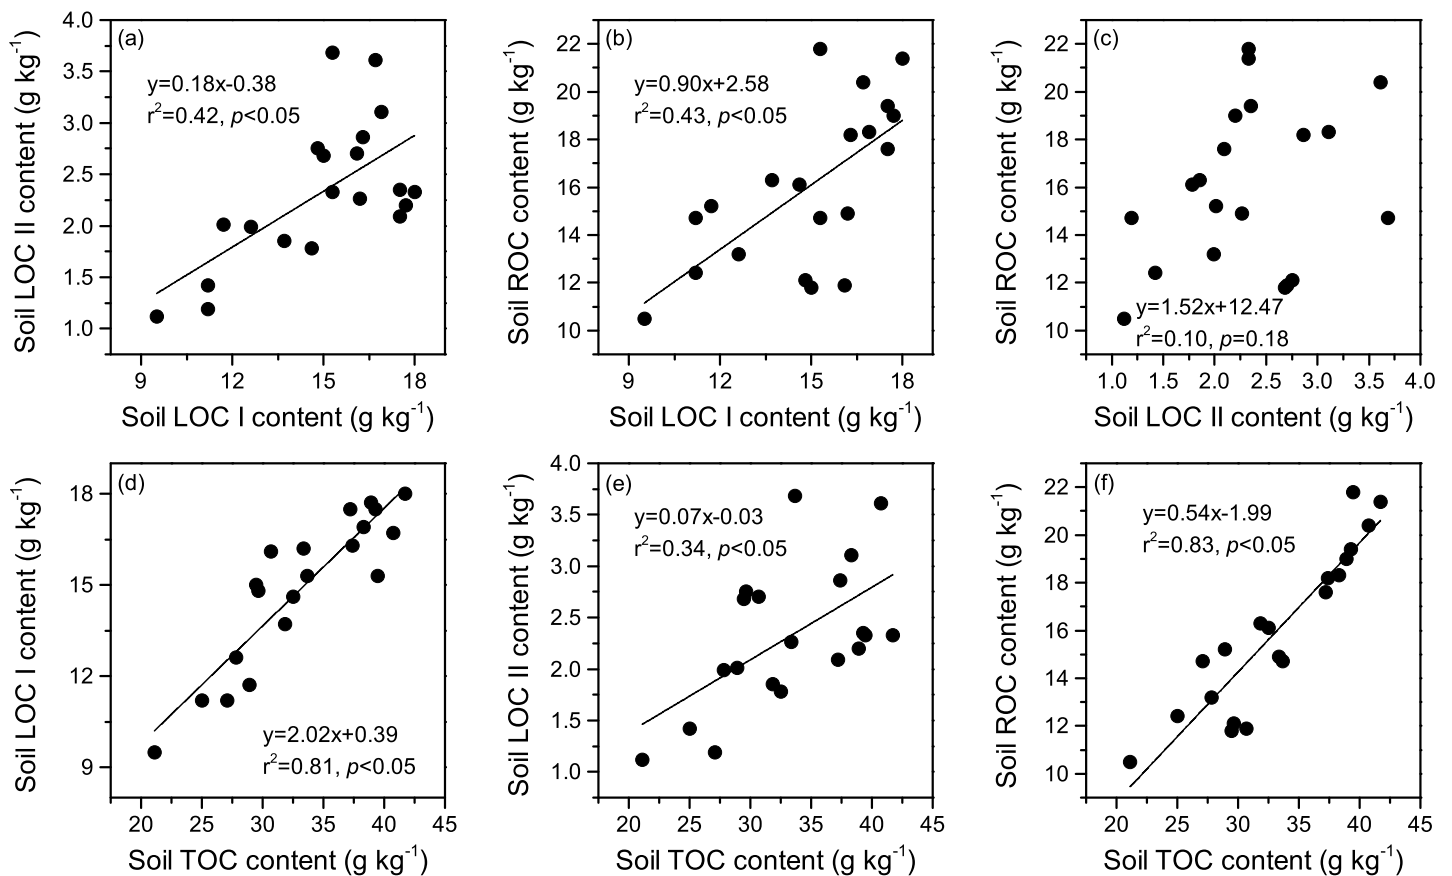 (a)
y=0.18x-0.38
r²=0.42, p<0.05
4.0
3.5
3.0
2.5
2.0
1.5
1.0
Soil LOC II content (g kg⁻¹)
9 12 15 18
Soil LOC I content (g kg⁻¹)
(b)
y=0.90x+2.58
r²=0.43, p<0.05
22
20
18
16
14
12
10
Soil ROC content (g kg⁻¹)
9 12 15 18
Soil LOC I content (g kg⁻¹)
(c)
22
20
18
16
14
12
10
Soil ROC content (g kg⁻¹)
y=1.52x+12.47
r²=0.10, p=0.18
1.0 1.5 2.0 2.5 3.0 3.5 4.0
Soil LOC II content (g kg⁻¹)
(d)
18
15
12
9
Soil LOC I content (g kg⁻¹)
y=2.02x+0.39
r²=0.81, p<0.05
20 25 30 35 40 45
Soil TOC content (g kg⁻¹)
(e)
y=0.07x-0.03
r²=0.34, p<0.05
4.0
3.5
3.0
2.5
2.0
1.5
1.0
Soil LOC II content (g kg⁻¹)
20 25 30 35 40 45
Soil TOC content (g kg⁻¹)
(f)
y=0.54x-1.99
r²=0.83, p<0.05
22
20
18
16
14
12
10
Soil ROC content (g kg⁻¹)
20 25 30 35 40 45
Soil TOC content (g kg⁻¹)